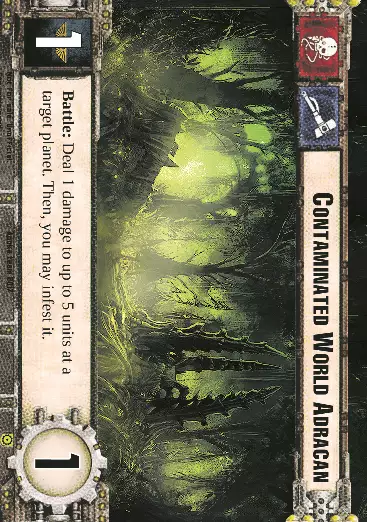 CONTAMINATED WORLD ADRACAN
1
Battle: Deal 1 damage to up to 5 units at a
target planet. Then, you may infest it.
1